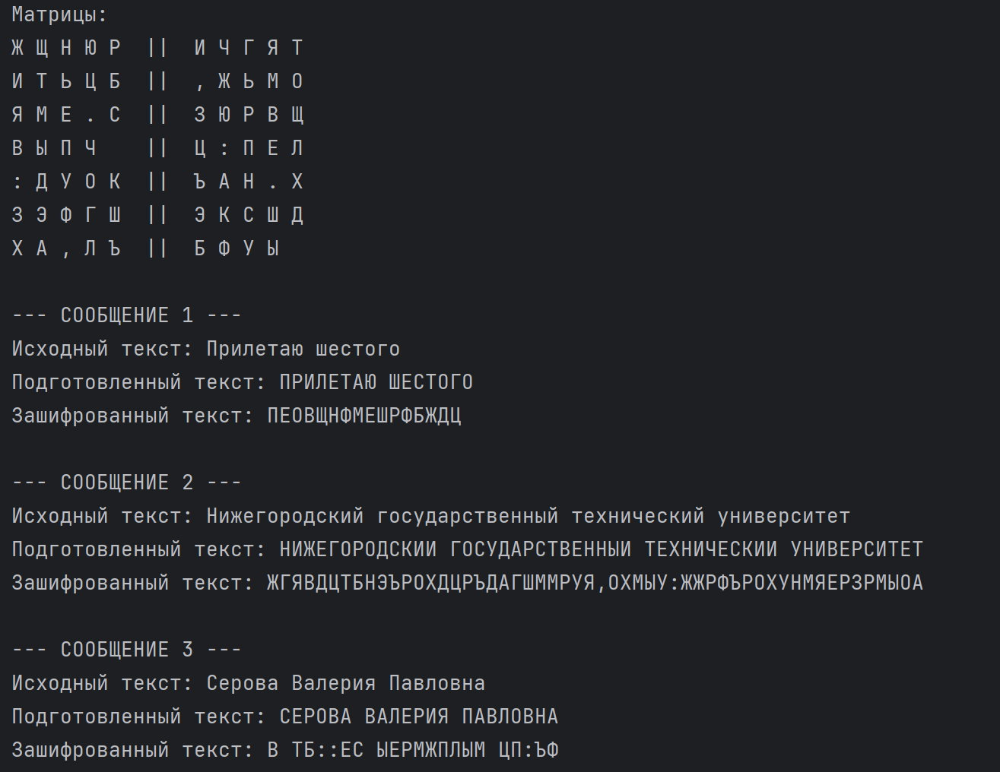 Матрицы:
Ж Щ Н Ю Р  ||  И Ч Г Я Т
И Т Ь Ц Б  ||  , Ж Ь М О
Я М Е . С  ||  З Ю Р В Щ
В Ы П Ч    ||  Ц : П Е Л
: Д У О К  ||  Ъ А Н . Х
З Э Ф Г Ш  ||  Э К С Ш Д
Х А , Л Ъ  ||  Б Ф У Ы
--- СООБЩЕНИЕ 1 ---
Исходный текст: Прилетаю шестого
Подготовленный текст: ПРИЛЕТАЮ ШЕСТОГО
Зашифрованный текст: ПЕОВЩНФМЕШРФБЖДЦ
--- СООБЩЕНИЕ 2 ---
Исходный текст: Нижегородский государственный технический университет
Подготовленный текст: НИЖЕГОРОДСКИИ ГОСУДАРСТВЕННЫИ ТЕХНИЧЕСКИИ УНИВЕРСИТЕТ
Зашифрованный текст: ЖГЯВДЦТБНЭЪРОХДЦРЪДАГШММРУЯ,ОХМЫУ:ЖЖРФЪРОХУНМЯЕРЗРМЫОА
--- СООБЩЕНИЕ 3 ---
Исходный текст: Серова Валерия Павловна
Подготовленный текст: СЕРОВА ВАЛЕРИЯ ПАВЛОВНА
Зашифрованный текст: В ТБ::ЕС ЫЕРМЖПЛЫМ ЦП:ЪФ